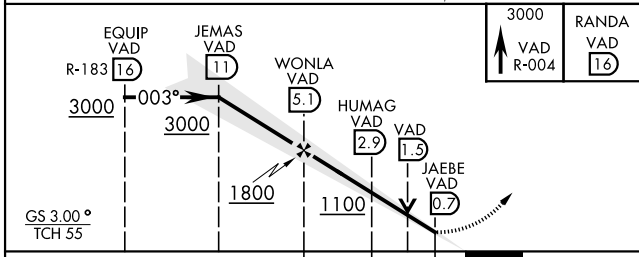 EQUIP
VAD
R-183 16
JEMAS
VAD
11
WONLA
VAD
5.1
HUMAG
VAD
2.9
VAD
1.5
JAEBE
VAD
0.7
3000
VAD
R-004
RANDA
VAD
16
3000
003°
3000
1800
1100
GS 3.00°
TCH 55
V